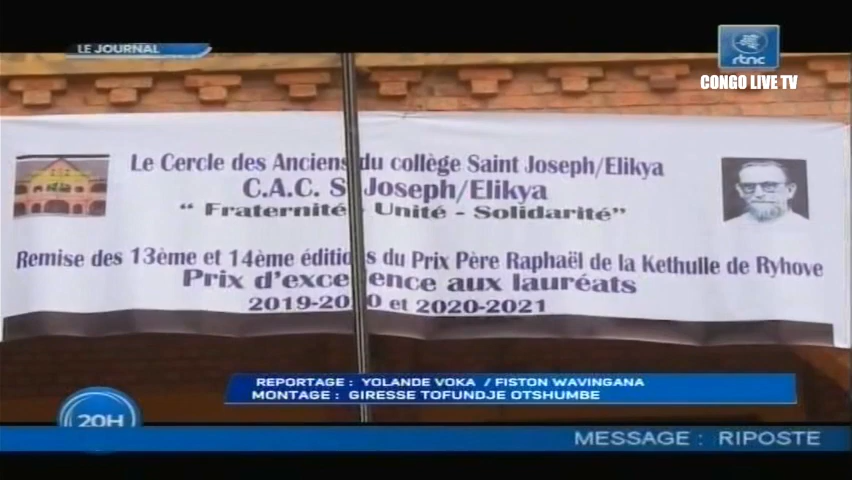 LE JOURNAL
rtnc
CONGO LIVE TV
Le Cercle des Anciens du collège Saint Joseph/Elikya
C.A.C. S Joseph/Elikya
“ Fraternité - Unité - Solidarité”
Remise des 13ème et 14ème éditions du Prix Père Raphaël de la Kethulle de Ryhove
Prix d'excellence aux lauréats
2019-2020 et 2020-2021
REPORTAGE : YOLANDE VOKA / FISTON WAVINGANA
MONTAGE : GIRESSE TOFUNDJE OTSHUMBE
20H
MESSAGE : RIPOSTE